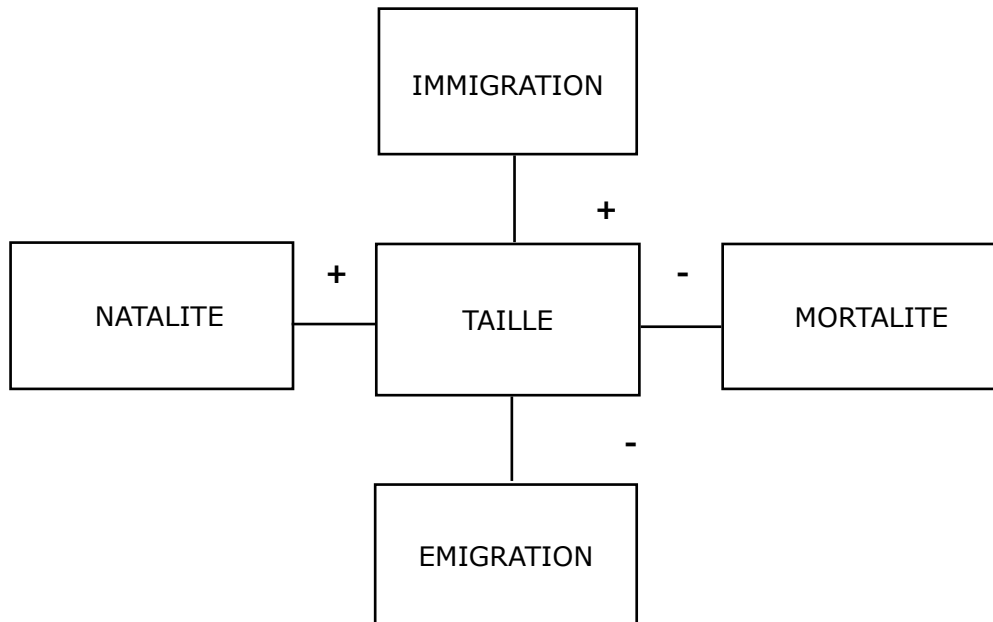 IMMIGRATION
+
+
-
NATALITE
TAILLE
MORTALITE
-
EMIGRATION